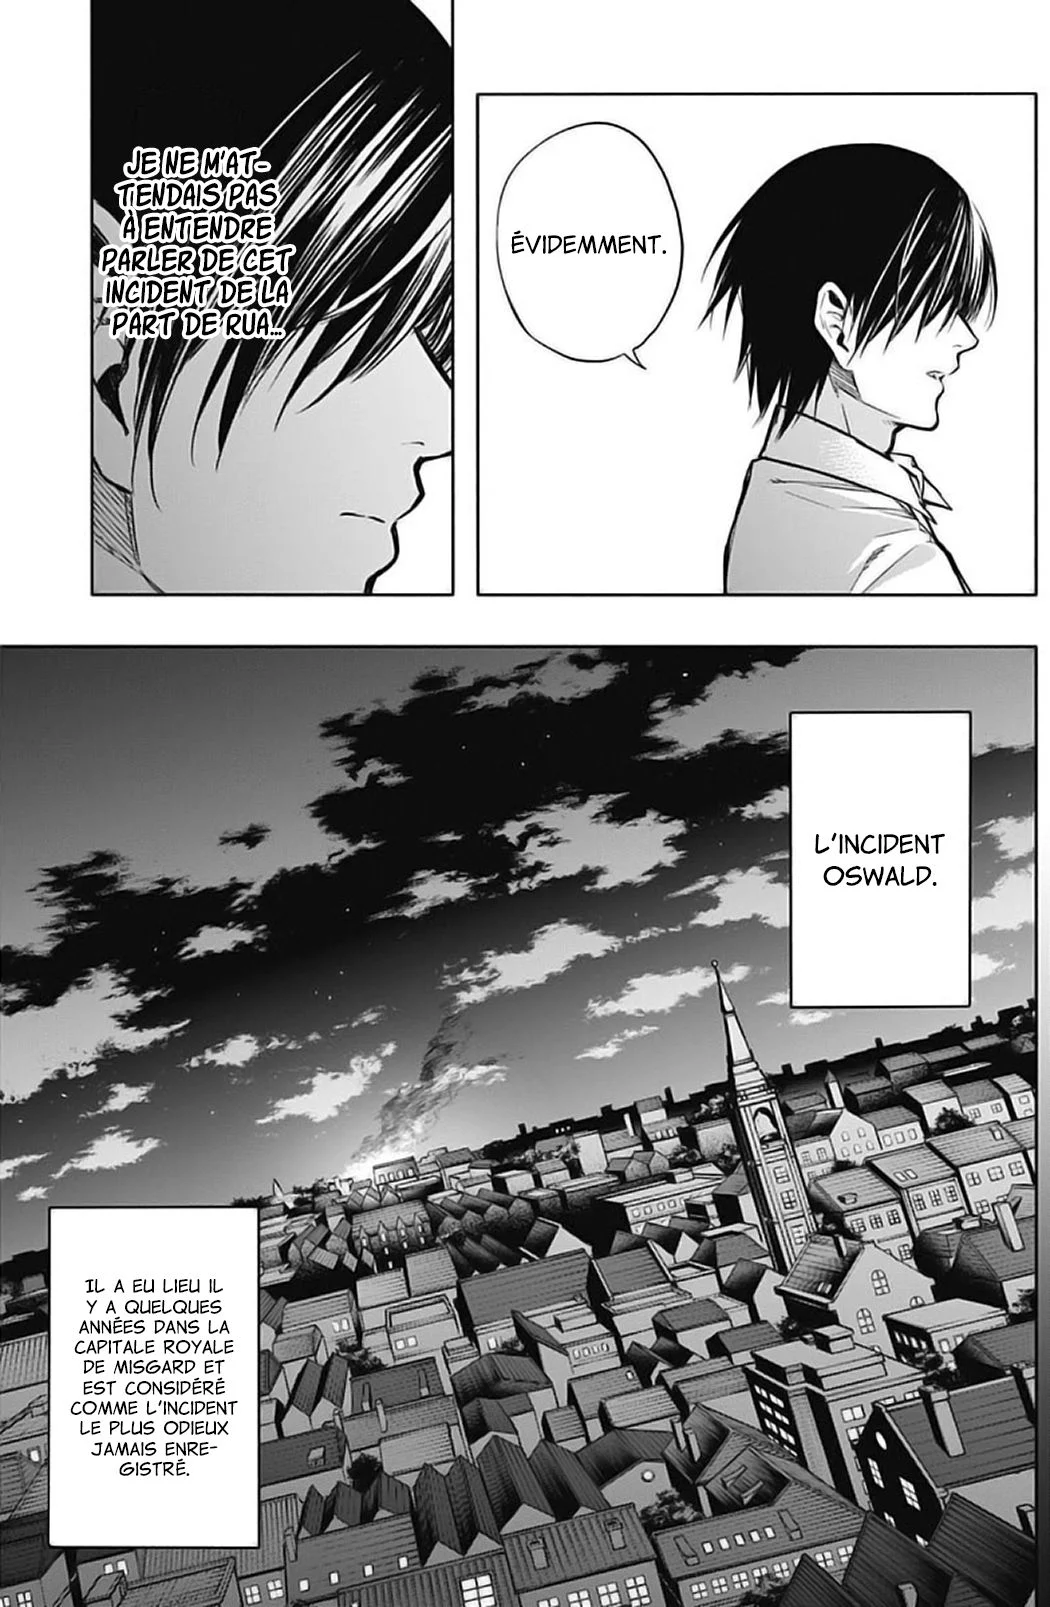 ÉVIDEMMENT.
JE NE M'AT-
TENDAIS PAS
À ENTENDRE
PARLER DE CET
INCIDENT DE LA
PART DE RUA...
L'INCIDENT
OSWALD.
IL A EU LIEU IL
Y A QUELQUES
ANNÉES DANS LA
CAPITALE ROYALE
DE MISGARD ET
EST CONSIDÉRÉ
COMME L'INCIDENT
LE PLUS ODIEUX
JAMAIS ENRE-
GISTRÉ.